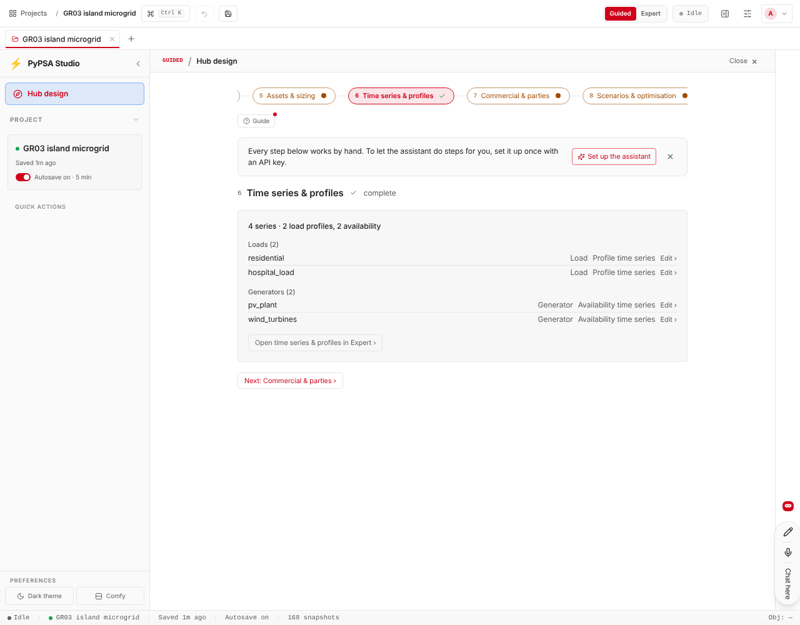 Projects / GR03 island microgrid ⌘ Ctrl K Guided Expert Idle A
GR03 island microgrid × +
PyPSA Studio
GUIDED / Hub design Close ×
Hub design
5 Assets & sizing
6 Time series & profiles ✓
7 Commercial & parties
8 Scenarios & optimisation
PROJECT
Guide
GR03 island microgrid
Saved 1m ago
Autosave on · 5 min
QUICK ACTIONS
Every step below works by hand. To let the assistant do steps for you, set it up once with
an API key.
Set up the assistant
6 Time series & profiles ✓ complete
4 series · 2 load profiles, 2 availability
Loads (2)
residential Load Profile time series Edit ›
hospital_load Load Profile time series Edit ›
Generators (2)
pv_plant Generator Availability time series Edit ›
wind_turbines Generator Availability time series Edit ›
Open time series & profiles in Expert ›
Next: Commercial & parties ›
Chat here
PREFERENCES
Dark theme Comfy
Idle GR03 island microgrid Saved 1m ago Autosave on 168 snapshots Obj: —